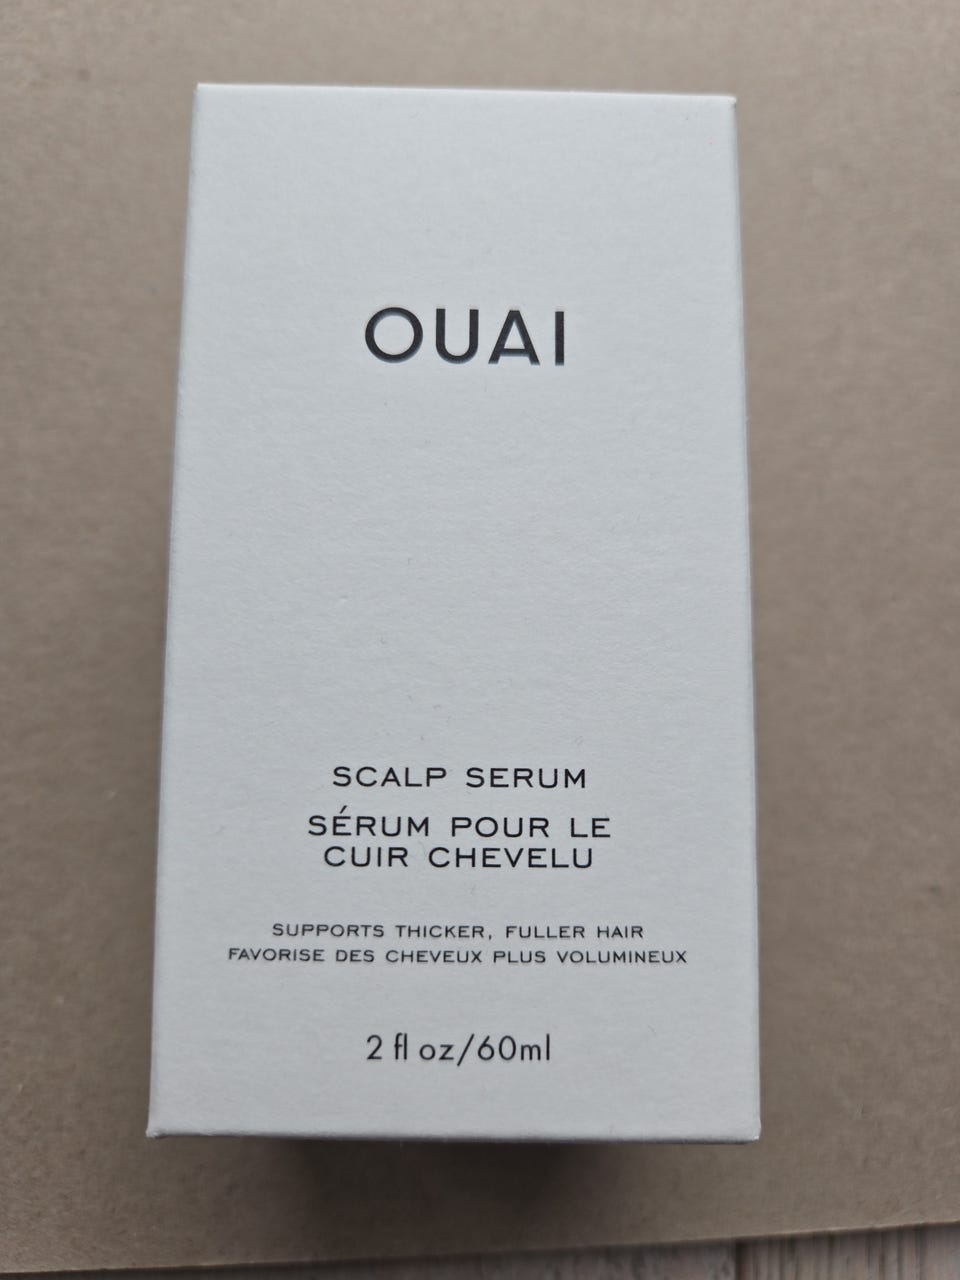 OUAI
SCALP SERUM
SÉRUM POUR LE
CUIR CHEVELU
SUPPORTS THICKER, FULLER HAIR
FAVORISE DES CHEVEUX PLUS VOLUMINEUX
2 fl oz/60ml